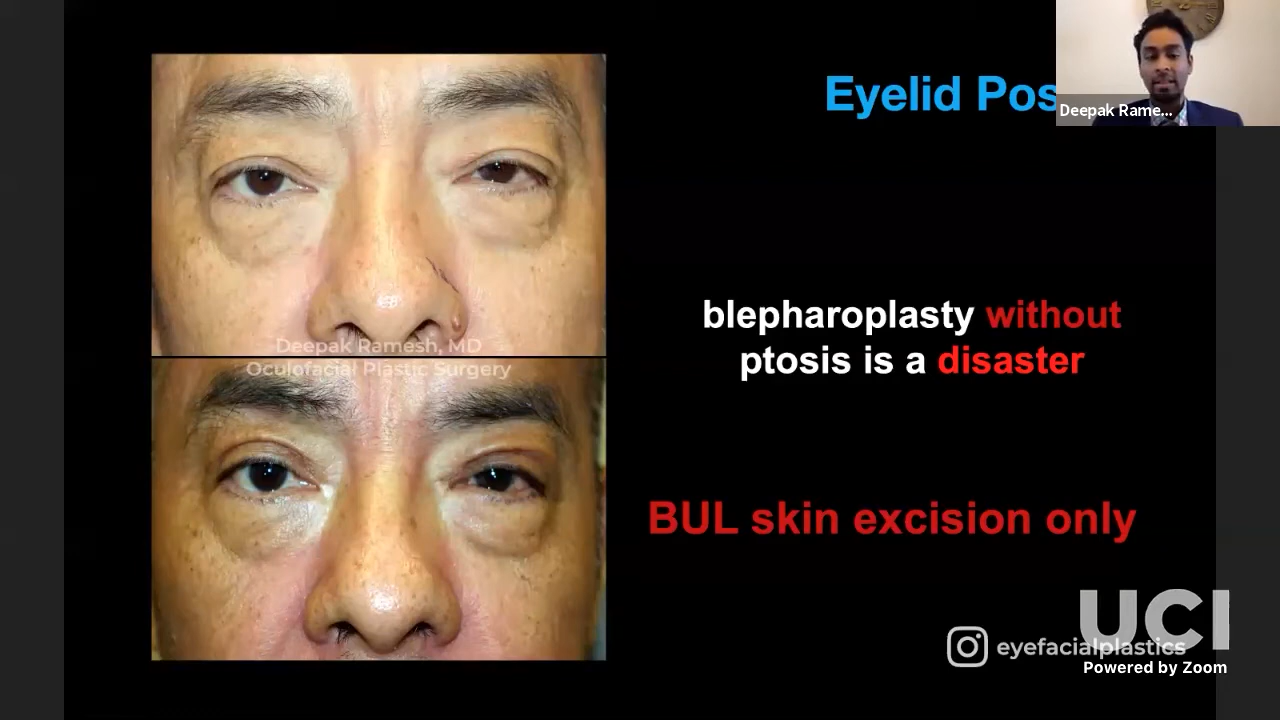 Eyelid Pos
Deepak Rame...
blepharoplasty without
ptosis is a disaster
Deepak Ramesh, MD
Oculofacial Plastic Surgery
BUL skin excision only
UCI
eyefacialplastics
Powered by Zoom